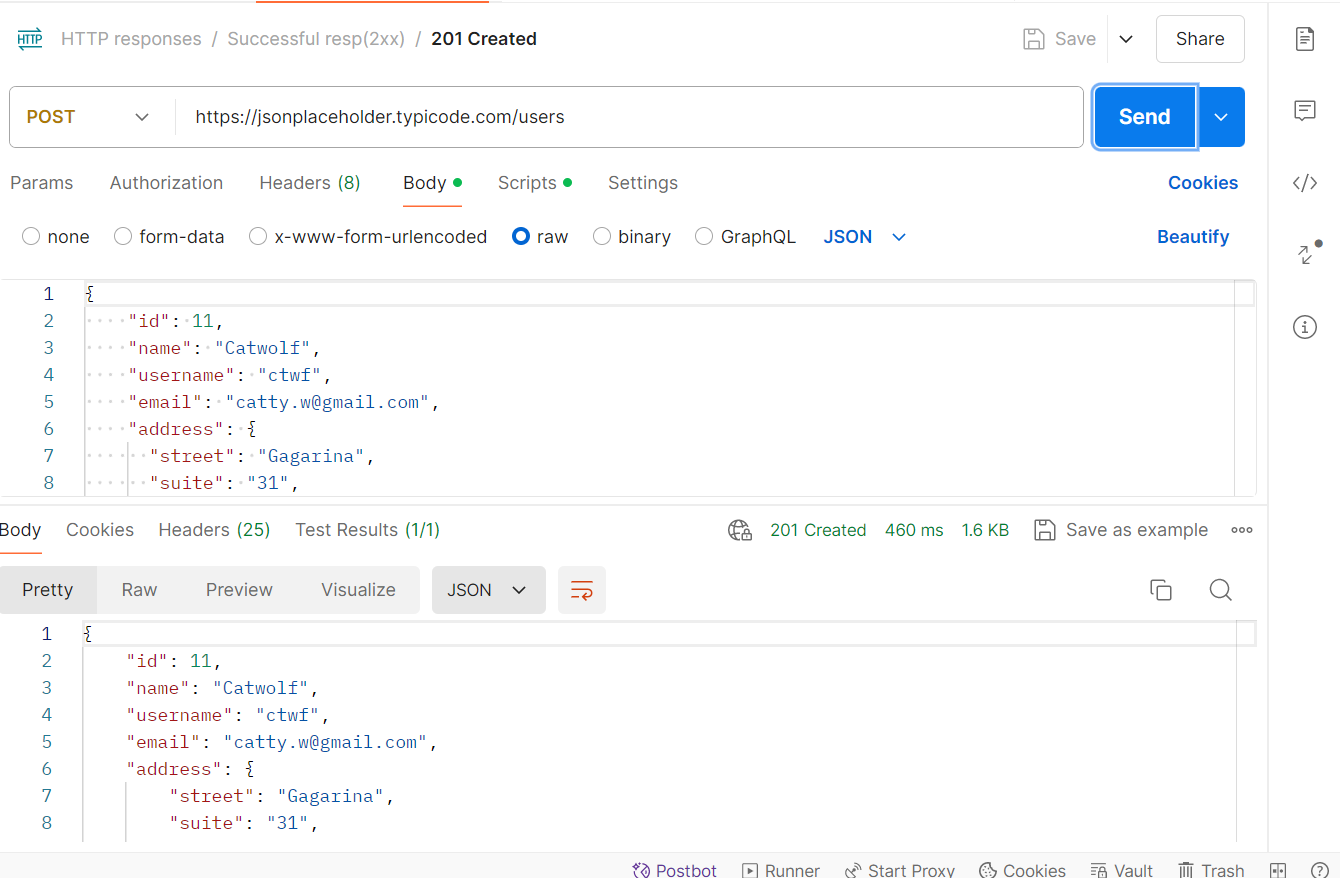 HTTP HTTP responses / Successful resp(2xx) / 201 Created Save Share
POST https://jsonplaceholder.typicode.com/users Send
Params Authorization Headers (8) Body Scripts Settings Cookies
none form-data x-www-form-urlencoded raw binary GraphQL JSON Beautify
1 {
2 "id": 11,
3 "name": "Catwolf",
4 "username": "ctwf",
5 "email": "catty.w@gmail.com",
6 "address": {
7 "street": "Gagarina",
8 "suite": "31",
Body Cookies Headers (25) Test Results (1/1) 201 Created 460 ms 1.6 KB Save as example
Pretty Raw Preview Visualize JSON
1 {
2 "id": 11,
3 "name": "Catwolf",
4 "username": "ctwf",
5 "email": "catty.w@gmail.com",
6 "address": {
7 "street": "Gagarina",
8 "suite": "31",
Postbot Runner Start Proxy Cookies Vault Trash